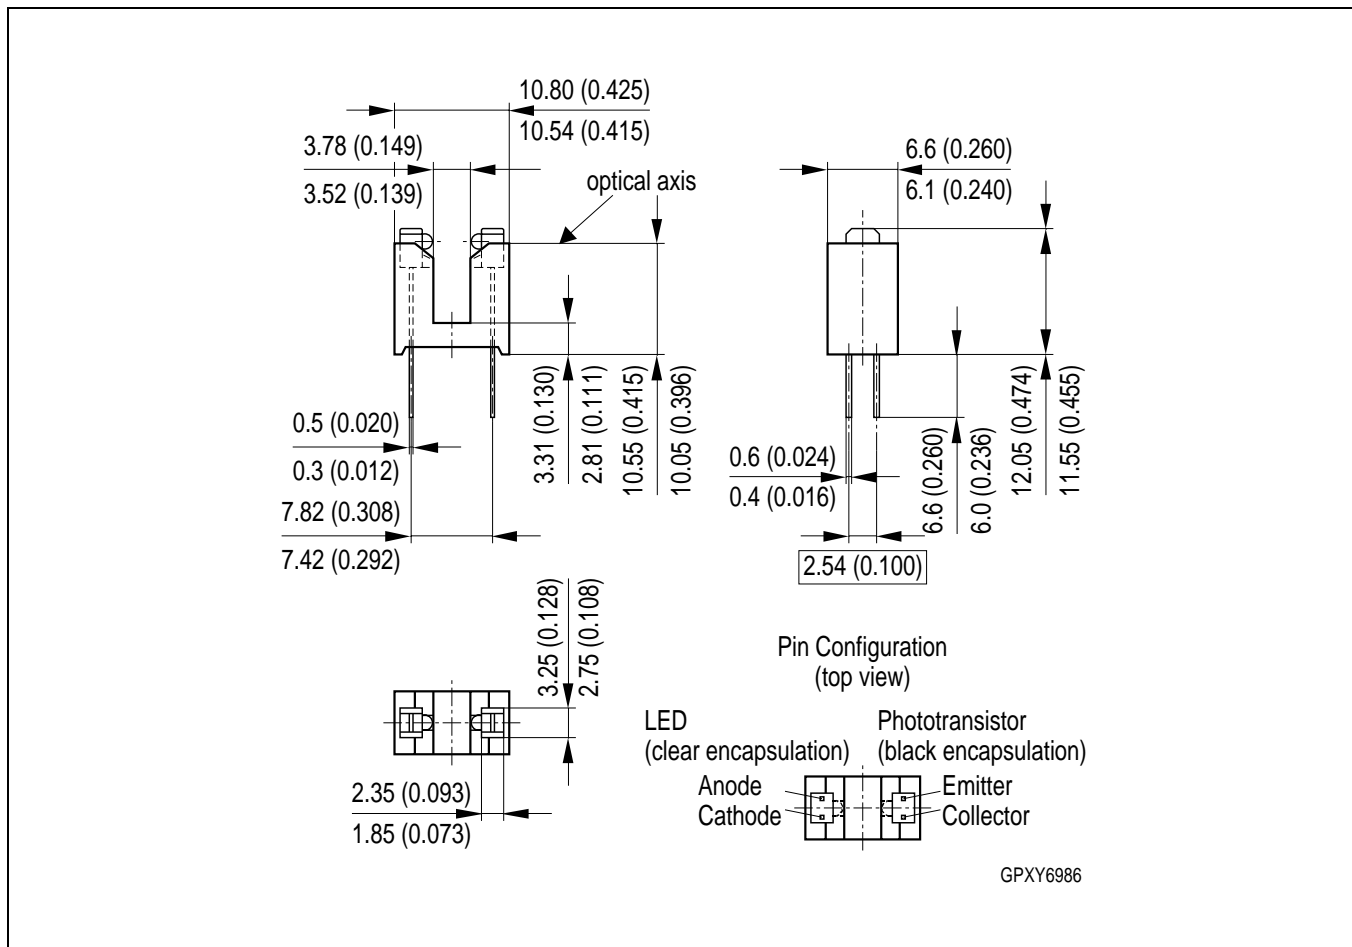 10.80 (0.425)
10.54 (0.415)
3.78 (0.149)
3.52 (0.139)
optical axis
6.6 (0.260)
6.1 (0.240)
3.31 (0.130)
2.81 (0.111)
10.55 (0.415)
10.05 (0.396)
0.5 (0.020)
0.3 (0.012)
7.82 (0.308)
7.42 (0.292)
0.6 (0.024)
0.4 (0.016)
6.6 (0.260)
6.0 (0.236)
12.05 (0.474)
11.55 (0.455)
2.54 (0.100)
3.25 (0.128)
2.75 (0.108)
2.35 (0.093)
1.85 (0.073)
Pin Configuration
(top view)
LED
(clear encapsulation)
Anode
Cathode
Phototransistor
(black encapsulation)
Emitter
Collector
GPXY6986